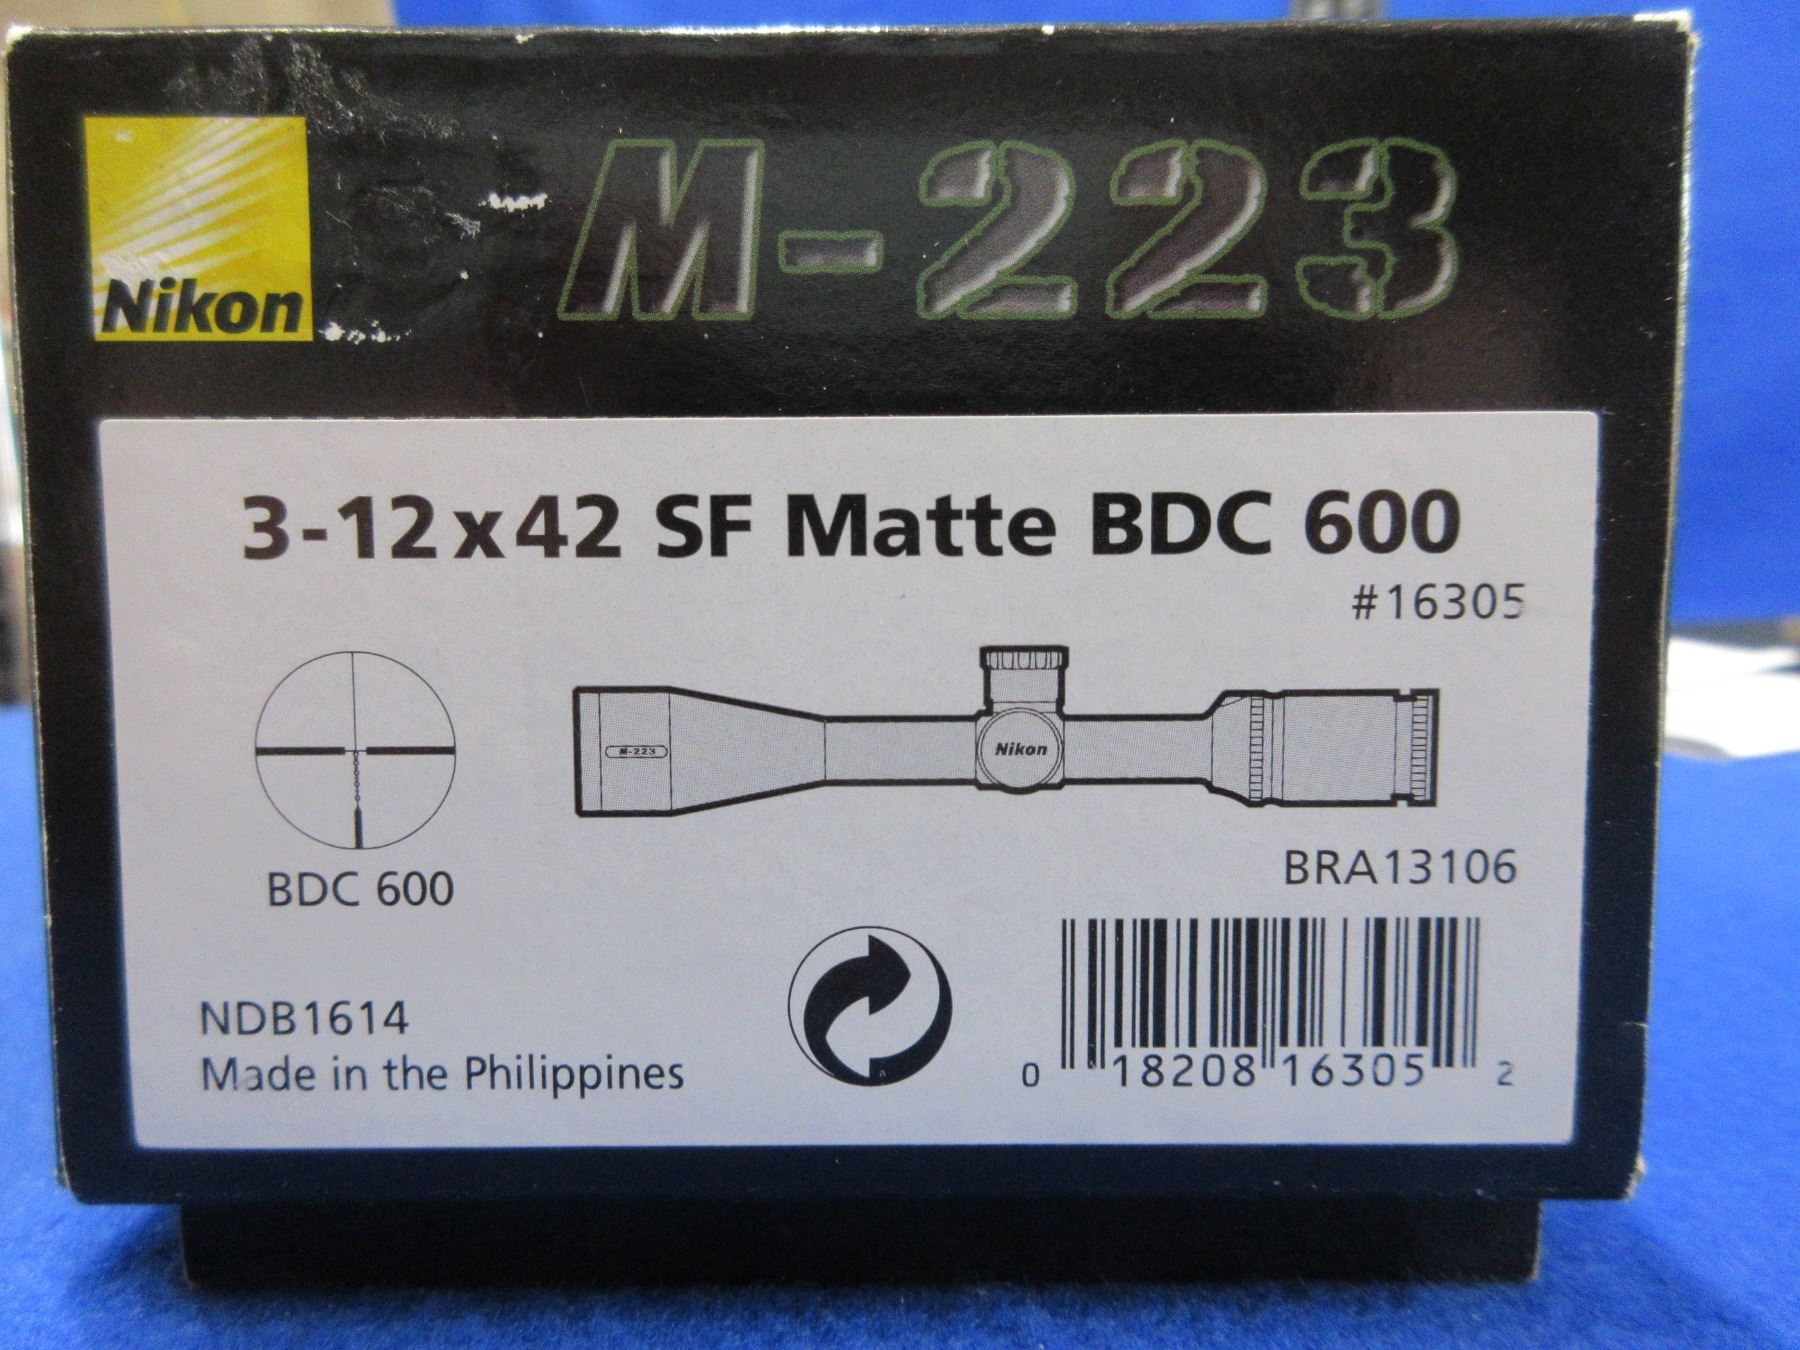 Nikon
M-223
3-12x42 SF Matte BDC 600
#16305
M-223
Nikon
BDC 600
BRA13106
NDB1614
Made in the Philippines
0 18208 16305 2